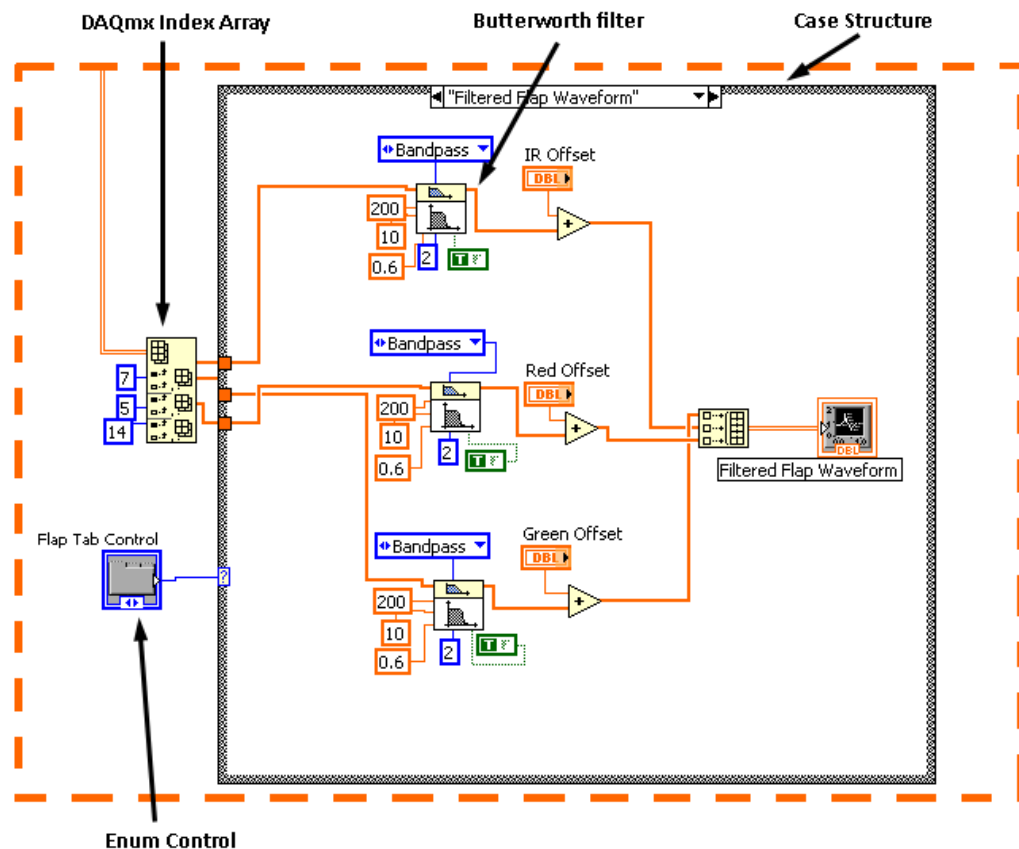 DAQmx Index Array
Butterworth filter
Case Structure
"Filtered Flap Waveform"
Bandpass
IR Offset
DBL
200
10
0.6
2
T
Bandpass
Red Offset
DBL
7
5
14
200
10
0.6
2
T
DBL
Filtered Flap Waveform
Flap Tab Control
?
Bandpass
Green Offset
DBL
200
10
0.6
2
T
Enum Control